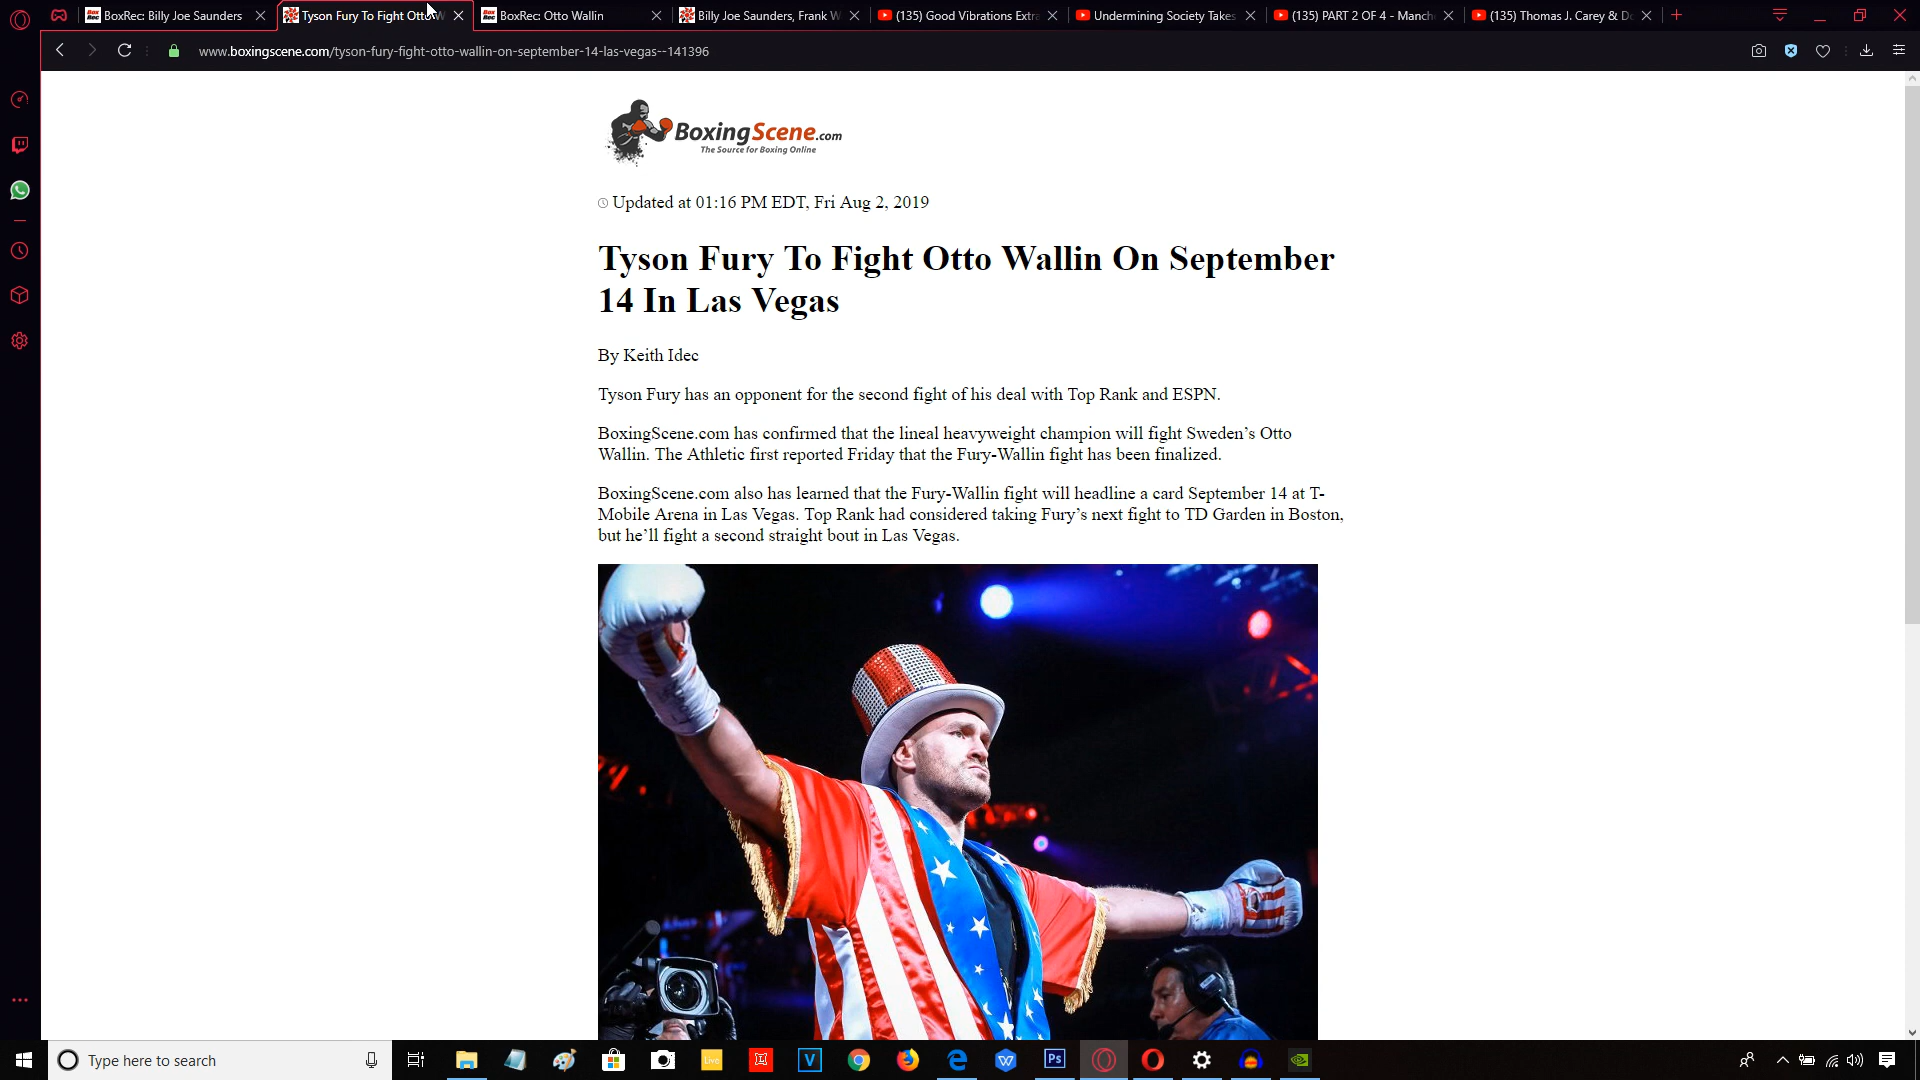 BoxRec: Billy Joe Saunders
Tyson Fury To Fight Otto W
BoxRec: Otto Wallin
Billy Joe Saunders, Frank W
(135) Good Vibrations Extra
Undermining Society Takes
(135) PART 2 OF 4 - Manch
(135) Thomas J. Carey & Do
www.boxingscene.com/tyson-fury-fight-otto-wallin-on-september-14-las-vegas--141396
BoxingScene.com
The Source for Boxing Online
Updated at 01:16 PM EDT, Fri Aug 2, 2019
Tyson Fury To Fight Otto Wallin On September
14 In Las Vegas
By Keith Idec
Tyson Fury has an opponent for the second fight of his deal with Top Rank and ESPN.
BoxingScene.com has confirmed that the lineal heavyweight champion will fight Sweden’s Otto
Wallin. The Athletic first reported Friday that the Fury-Wallin fight has been finalized.
BoxingScene.com also has learned that the Fury-Wallin fight will headline a card September 14 at T-
Mobile Arena in Las Vegas. Top Rank had considered taking Fury’s next fight to TD Garden in Boston,
but he’ll fight a second straight bout in Las Vegas.
Type here to search
Ps